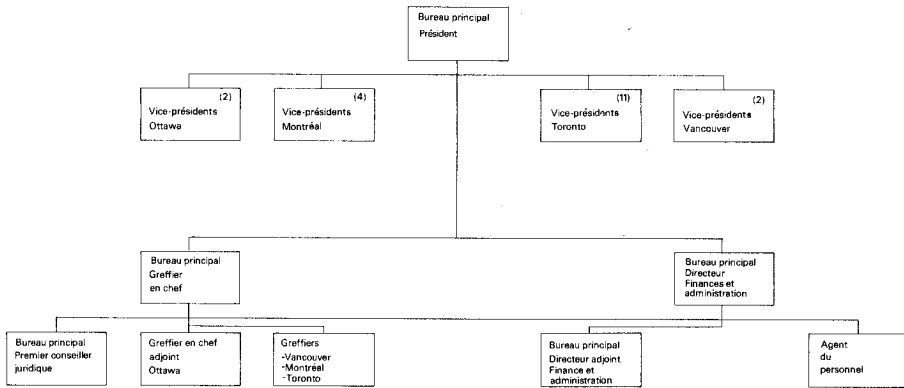 Bureau principal
Président
(2)
Vice-présidents
Ottawa
(4)
Vice-présidents
Montréal
(11)
Vice-présidents
Toronto
(2)
Vice-présidents
Vancouver
Bureau principal
Greffier
en chef
Bureau principal
Directeur
Finances et
administration
Bureau principal
Premier conseiller
juridique
Greffier en chef
adjoint
Ottawa
Greffiers
-Vancouver
-Montréal
-Toronto
Bureau principal
Directeur adjoint
Finance et
administration
Agent
du
personnel